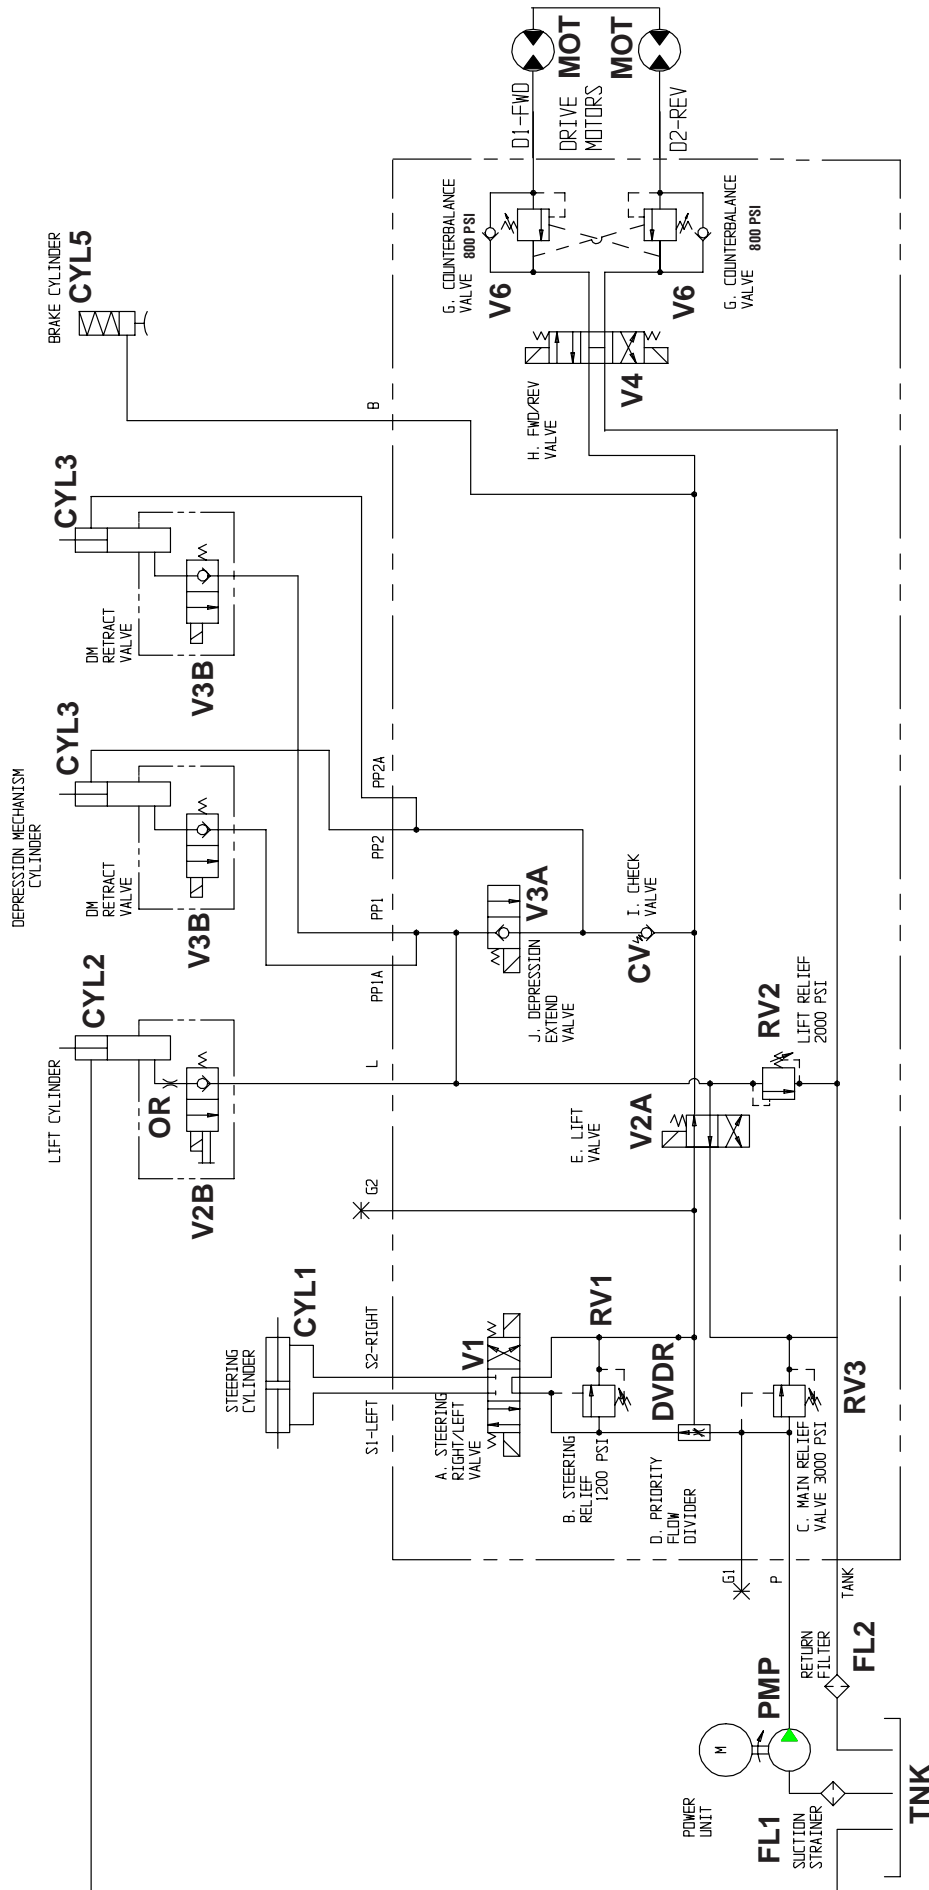 DEPRESSION MECHANISM
CYLINDER
LIFT CYLINDER
CYL2
OR
V2B
CYL3
DM
RETRACT
VALVE
V3B
CYL3
DM
RETRACT
VALVE
V3B
BRAKE CYLINDER
CYL5
STEERING
CYLINDER
CYL1
S1-LEFT
S2-RIGHT
G2
L
PP1A
PP1
PP2
PP2A
B
A. STEERING
RIGHT/LEFT
VALVE
V1
B. STEERING
RELIEF
1200 PSI
RV1
D. PRIORITY
FLOW
DIVIDER
DVDR
C. MAIN RELIEF
VALVE 3000 PSI
RV3
E. LIFT
VALVE
V2A
LIFT RELIEF
2000 PSI
RV2
J. DEPRESSION
EXTEND
VALVE
V3A
I. CHECK
VALVE
CV
H. FWD/REV
VALVE
V4
G. COUNTERBALANCE
VALVE 800 PSI
V6
G. COUNTERBALANCE
VALVE 800 PSI
V6
D1-FWD
DRIVE
MOTORS
D2-REV
MOT
MOT
G1
P
TANK
POWER
UNIT
M
PMP
SUCTION
STRAINER
FL1
RETURN
FILTER
FL2
TNK